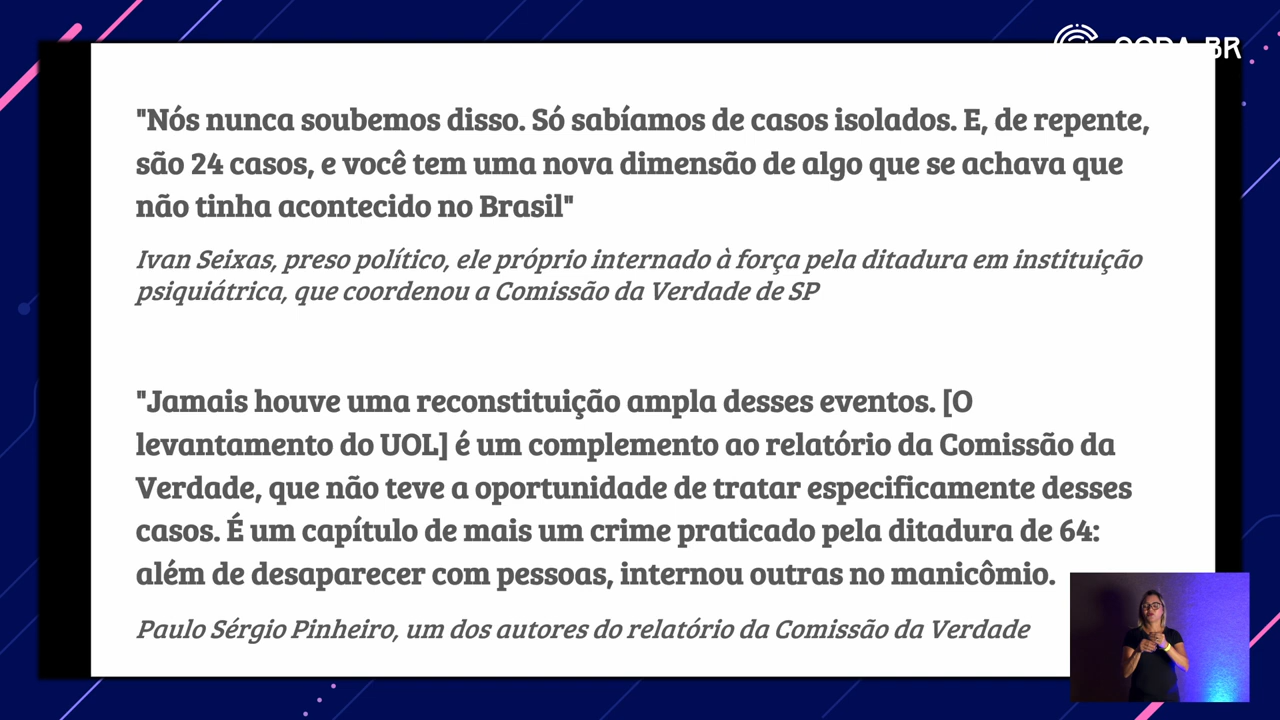 CODA.BR
"Nós nunca soubemos disso. Só sabíamos de casos isolados. E, de repente,
são 24 casos, e você tem uma nova dimensão de algo que se achava que
não tinha acontecido no Brasil"
Ivan Seixas, preso político, ele próprio internado à força pela ditadura em instituição
psiquiátrica, que coordenou a Comissão da Verdade de SP
"Jamais houve uma reconstituição ampla desses eventos. [O
levantamento do UOL] é um complemento ao relatório da Comissão da
Verdade, que não teve a oportunidade de tratar especificamente desses
casos. É um capítulo de mais um crime praticado pela ditadura de 64:
além de desaparecer com pessoas, internou outras no manicômio.
Paulo Sérgio Pinheiro, um dos autores do relatório da Comissão da Verdade